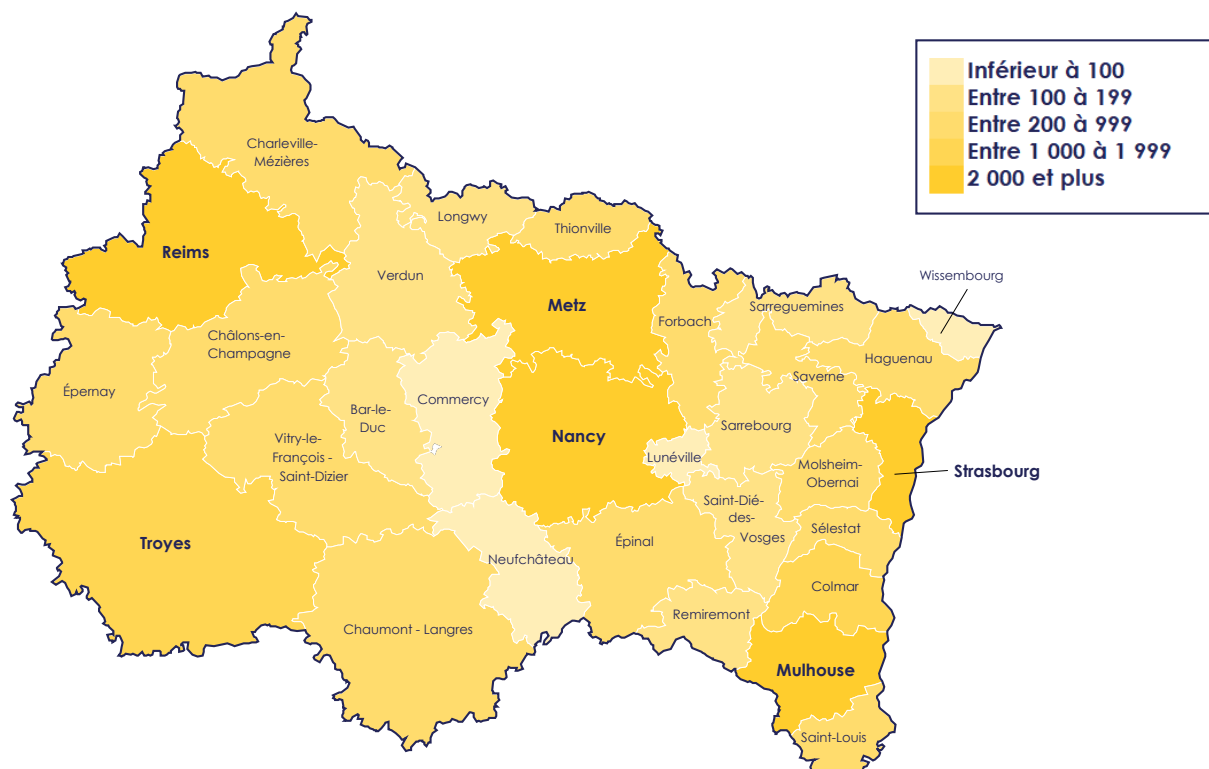 Inférieur à 100
Entre 100 à 199
Entre 200 à 999
Entre 1 000 à 1 999
2 000 et plus
Charleville-
Mézières
Longwy
Thionville
Reims
Verdun
Wissembourg
Metz
Sarreguemines
Forbach
Châlons-en-
Champagne
Haguenau
Saverne
Épernay
Commercy
Bar-le-
Duc
Sarrebourg
Nancy
Vitry-le-
François -
Saint-Dizier
Lunéville
Molsheim-
Obernai
Strasbourg
Saint-Dié-
des-
Vosges
Sélestat
Troyes
Épinal
Neufchâteau
Colmar
Remiremont
Chaumont - Langres
Mulhouse
Saint-Louis